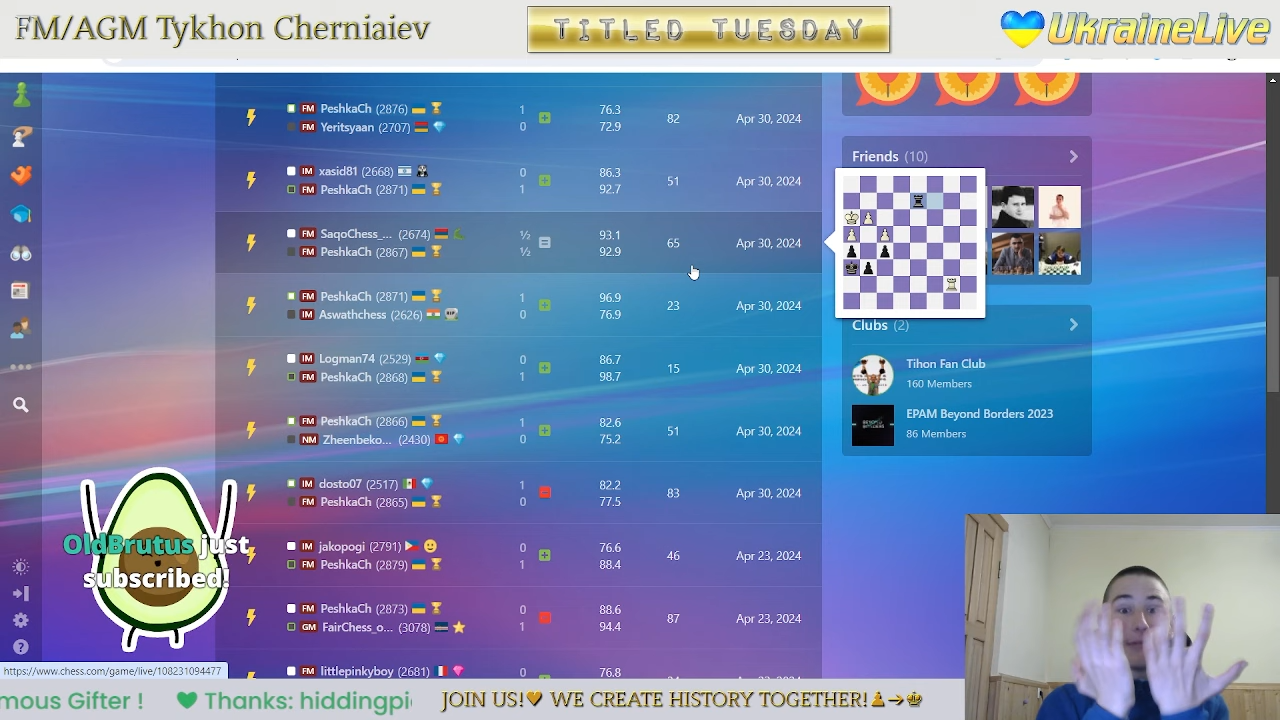 FM/AGM Tykhon Cherniaiev
TITLED TUESDAY
UkraineLive
FM PeshkaCh (2876) 1 76.3 82 Apr 30, 2024
FM Yeritsyaan (2707) 0 72.9
IM xasid81 (2668) 0 86.3 51 Apr 30, 2024
FM PeshkaCh (2871) 1 92.7
FM SaqoChess_... (2674) ½ 93.1 65 Apr 30, 2024
FM PeshkaCh (2867) ½ 92.9
FM PeshkaCh (2871) 1 96.9 23 Apr 30, 2024
IM Aswathchess (2626) 0 76.9
IM Logman74 (2529) 0 86.7 15 Apr 30, 2024
FM PeshkaCh (2868) 1 98.7
FM PeshkaCh (2866) 1 82.6 51 Apr 30, 2024
NM Zheenbeko... (2430) 0 75.2
IM dosto07 (2517) 1 82.2 83 Apr 30, 2024
FM PeshkaCh (2865) 0 77.5
IM jakopogi (2791) 0 76.6 46 Apr 23, 2024
FM PeshkaCh (2879) 1 88.4
FM PeshkaCh (2873) 0 88.6 87 Apr 23, 2024
GM FairChess_o... (3078) 1 94.4
FM littlepinkyboy (2681) 0 76.8
Friends (10)
Clubs (2)
Tihon Fan Club
160 Members
EPAM Beyond Borders 2023
86 Members
OldBrutus just
subscribed!
https://www.chess.com/game/live/108231094477
mous Gifter ! Thanks: hiddingpi
JOIN US! WE CREATE HISTORY TOGETHER!